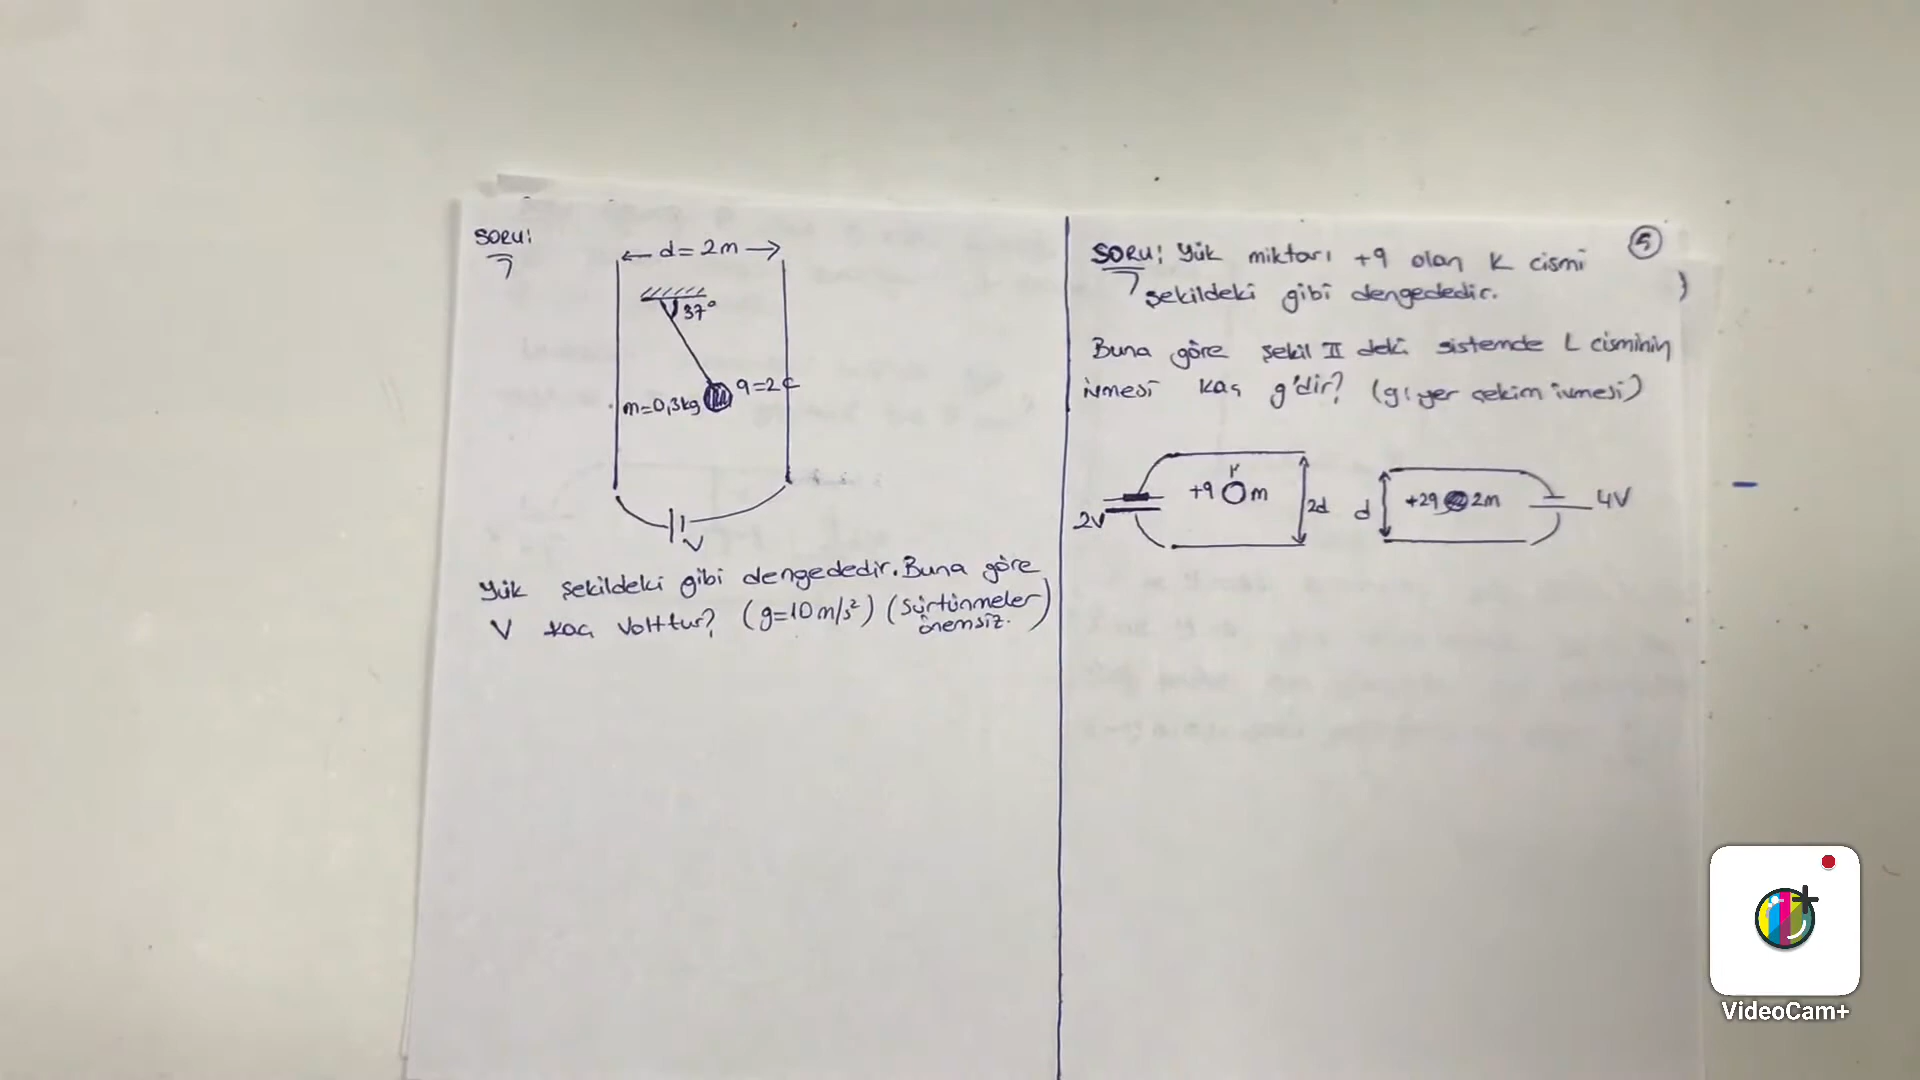 SORU:
d=2m
37°
q=2C
m=0,3kg
V
Yük şekildeki gibi dengededir. Buna göre
V kaç Volttur? (g=10m/s²) (Sürtünmeler
önemsiz.)
5
SORU: Yük miktarı +q olan K cismi
şekildeki gibi dengededir.
Buna göre şekil II deki sistemde L cisminin
ivmesi kaç g'dir? (g: yer çekim ivmesi)
K
+q m
2d
2V
d
+2q 2m
4V
VideoCam+